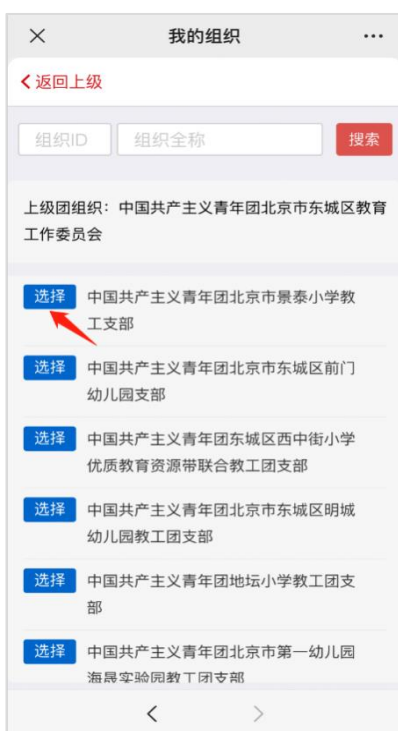 我的组织
返回上级
组织ID 组织全称 搜索
上级团组织：中国共产主义青年团北京市东城区教育
工作委员会
选择 中国共产主义青年团北京市景泰小学教
工支部
选择 中国共产主义青年团北京市东城区前门
幼儿园支部
选择 中国共产主义青年团东城区西中街小学
优质教育资源带联合教工团支部
选择 中国共产主义青年团北京市东城区明城
幼儿园教工团支部
选择 中国共产主义青年团地坛小学教工团支
部
选择 中国共产主义青年团北京市第一幼儿园
海晟实验园教工团支部